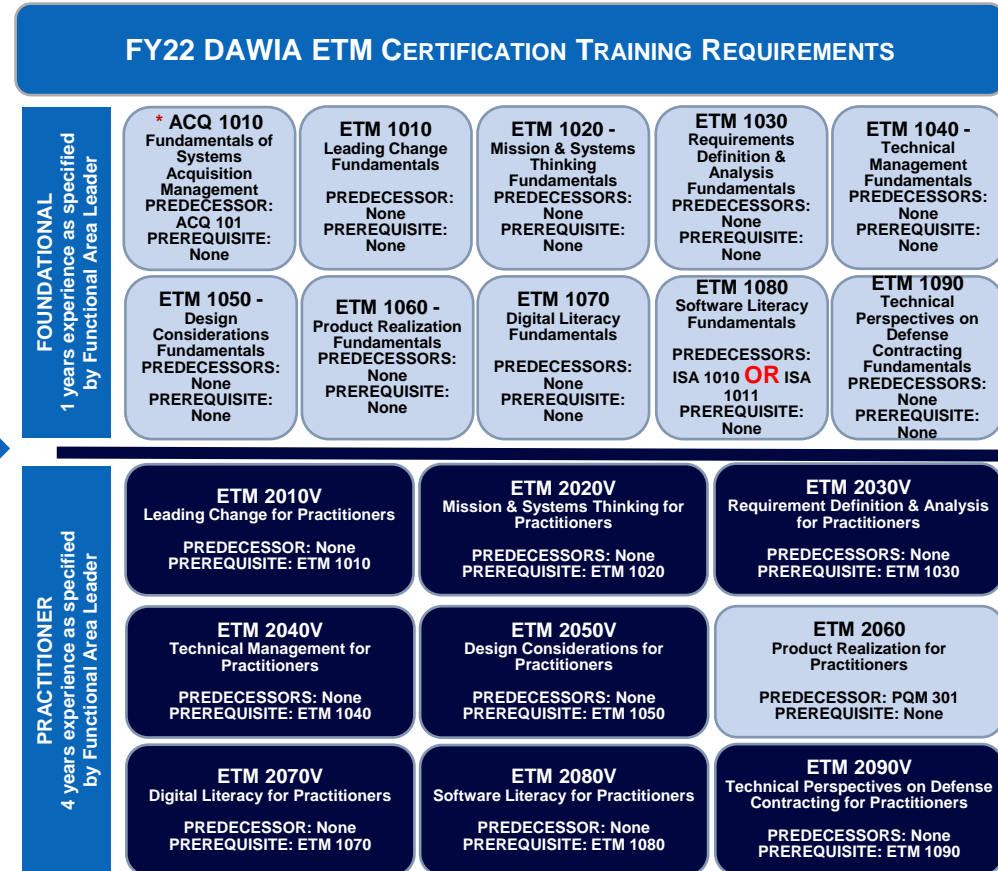 FY22 DAWIA ETM CERTIFICATION TRAINING REQUIREMENTS
FOUNDATIONAL
1 years experience as specified
by Functional Area Leader
* ACQ 1010
Fundamentals of
Systems
Acquisition
Management
PREDECESSOR:
ACQ 101
PREREQUISITE:
None
ETM 1010
Leading Change
Fundamentals
PREDECESSOR:
None
PREREQUISITE:
None
ETM 1020 -
Mission & Systems
Thinking
Fundamentals
PREDECESSORS:
None
PREREQUISITE:
None
ETM 1030
Requirements
Definition &
Analysis
Fundamentals
PREDECESSORS:
None
PREREQUISITE:
None
ETM 1040 -
Technical
Management
Fundamentals
PREDECESSORS:
None
PREREQUISITE:
None
ETM 1050 -
Design
Considerations
Fundamentals
PREDECESSORS:
None
PREREQUISITE:
None
ETM 1060 -
Product Realization
Fundamentals
PREDECESSORS:
None
PREREQUISITE:
None
ETM 1070
Digital Literacy
Fundamentals
PREDECESSORS:
None
PREREQUISITE:
None
ETM 1080
Software Literacy
Fundamentals
PREDECESSORS:
ISA 1010 OR ISA
1011
PREREQUISITE:
None
ETM 1090
Technical
Perspectives on
Defense
Contracting
Fundamentals
PREDECESSORS:
None
PREREQUISITE:
None
PRACTITIONER
4 years experience as specified
by Functional Area Leader
ETM 2010V
Leading Change for Practitioners
PREDECESSOR: None
PREREQUISITE: ETM 1010
ETM 2020V
Mission & Systems Thinking for
Practitioners
PREDECESSORS: None
PREREQUISITE: ETM 1020
ETM 2030V
Requirement Definition & Analysis
for Practitioners
PREDECESSORS: None
PREREQUISITE: ETM 1030
ETM 2040V
Technical Management for
Practitioners
PREDECESSORS: None
PREREQUISITE: ETM 1040
ETM 2050V
Design Considerations for
Practitioners
PREDECESSORS: None
PREREQUISITE: ETM 1050
ETM 2060
Product Realization for
Practitioners
PREDECESSOR: PQM 301
PREREQUISITE: None
ETM 2070V
Digital Literacy for Practitioners
PREDECESSOR: None
PREREQUISITE: ETM 1070
ETM 2080V
Software Literacy for Practitioners
PREDECESSOR: None
PREREQUISITE: ETM 1080
ETM 2090V
Technical Perspectives on Defense
Contracting for Practitioners
PREDECESSORS: None
PREREQUISITE: ETM 1090